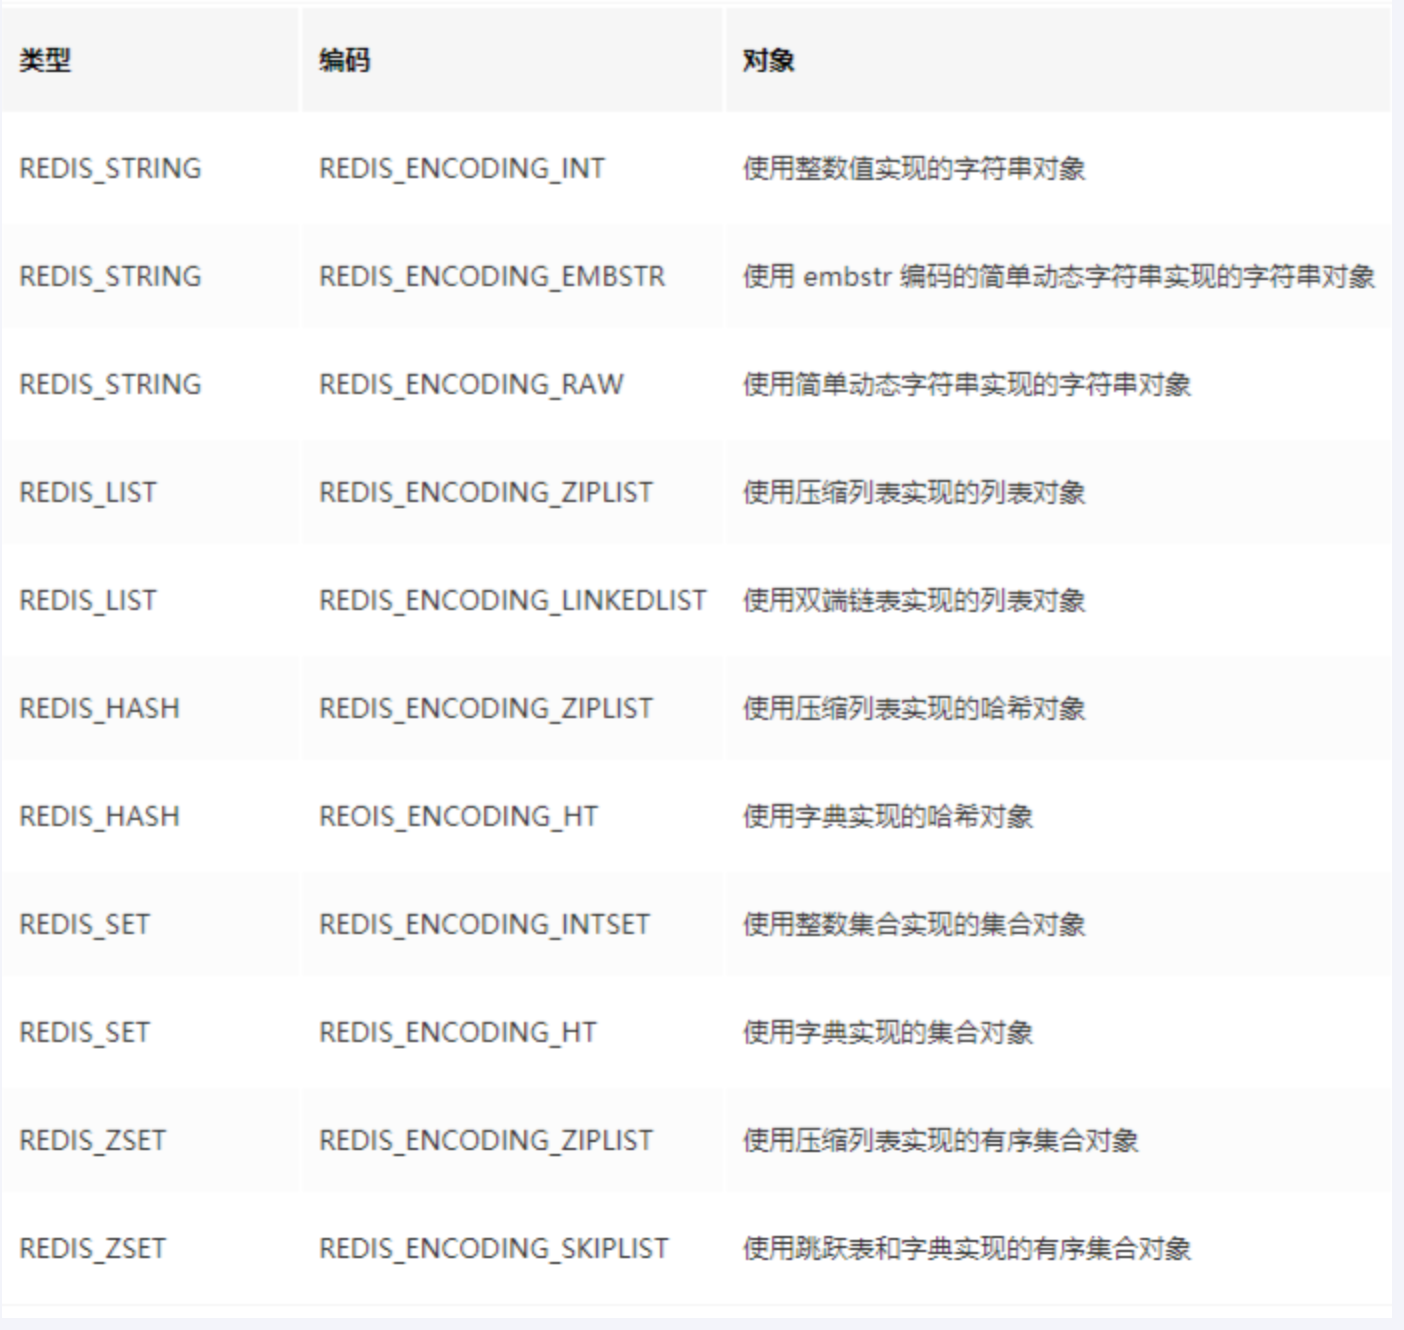 类型 编码 对象
REDIS_STRING REDIS_ENCODING_INT 使用整数值实现的字符串对象
REDIS_STRING REDIS_ENCODING_EMBSTR 使用 embstr 编码的简单动态字符串实现的字符串对象
REDIS_STRING REDIS_ENCODING_RAW 使用简单动态字符串实现的字符串对象
REDIS_LIST REDIS_ENCODING_ZIPLIST 使用压缩列表实现的列表对象
REDIS_LIST REDIS_ENCODING_LINKEDLIST 使用双端链表实现的列表对象
REDIS_HASH REDIS_ENCODING_ZIPLIST 使用压缩列表实现的哈希对象
REDIS_HASH REOIS_ENCODING_HT 使用字典实现的哈希对象
REDIS_SET REDIS_ENCODING_INTSET 使用整数集合实现的集合对象
REDIS_SET REDIS_ENCODING_HT 使用字典实现的集合对象
REDIS_ZSET REDIS_ENCODING_ZIPLIST 使用压缩列表实现的有序集合对象
REDIS_ZSET REDIS_ENCODING_SKIPLIST 使用跳跃表和字典实现的有序集合对象